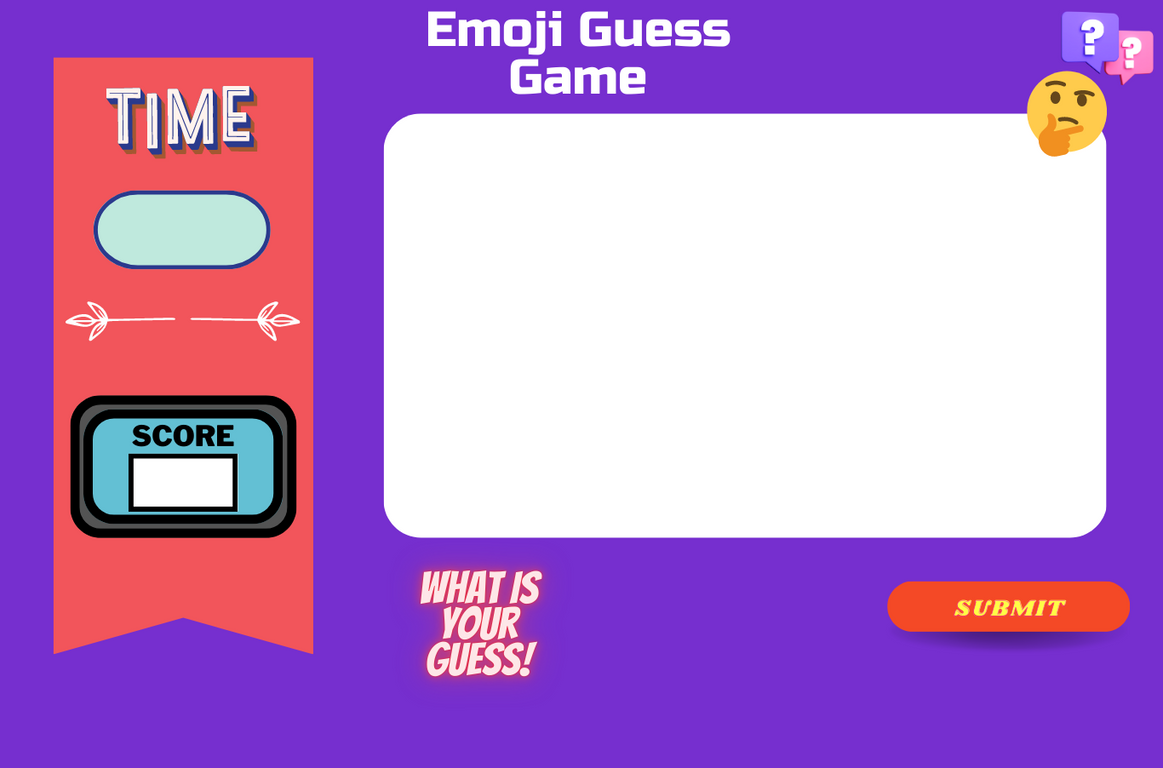 Emoji Guess
Game
?
?
TIME
SCORE
WHAT IS
YOUR
GUESS!
SUBMIT